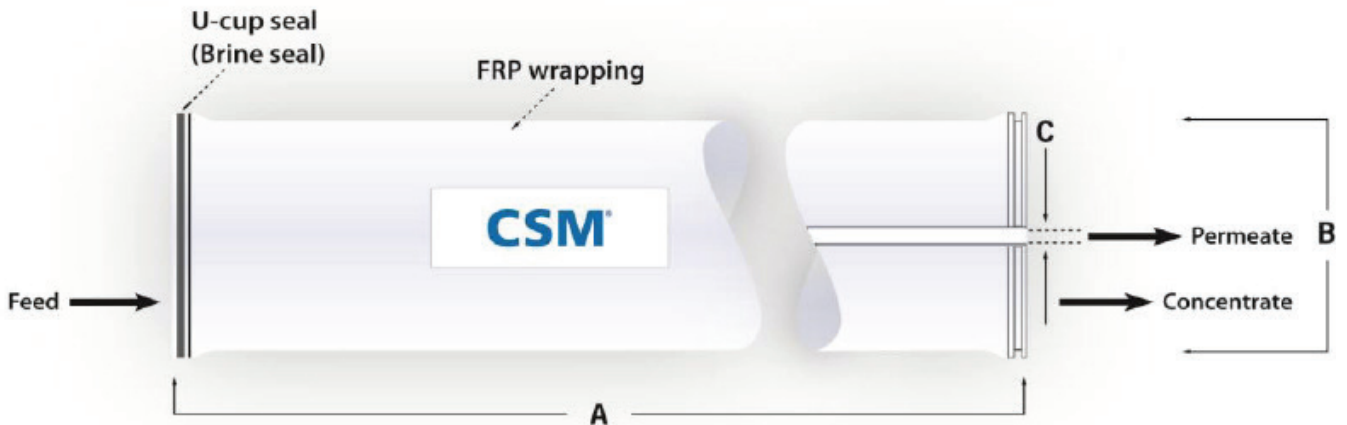 U-cup seal
(Brine seal)
FRP wrapping
C
CSM®
Permeate
B
Feed
Concentrate
A